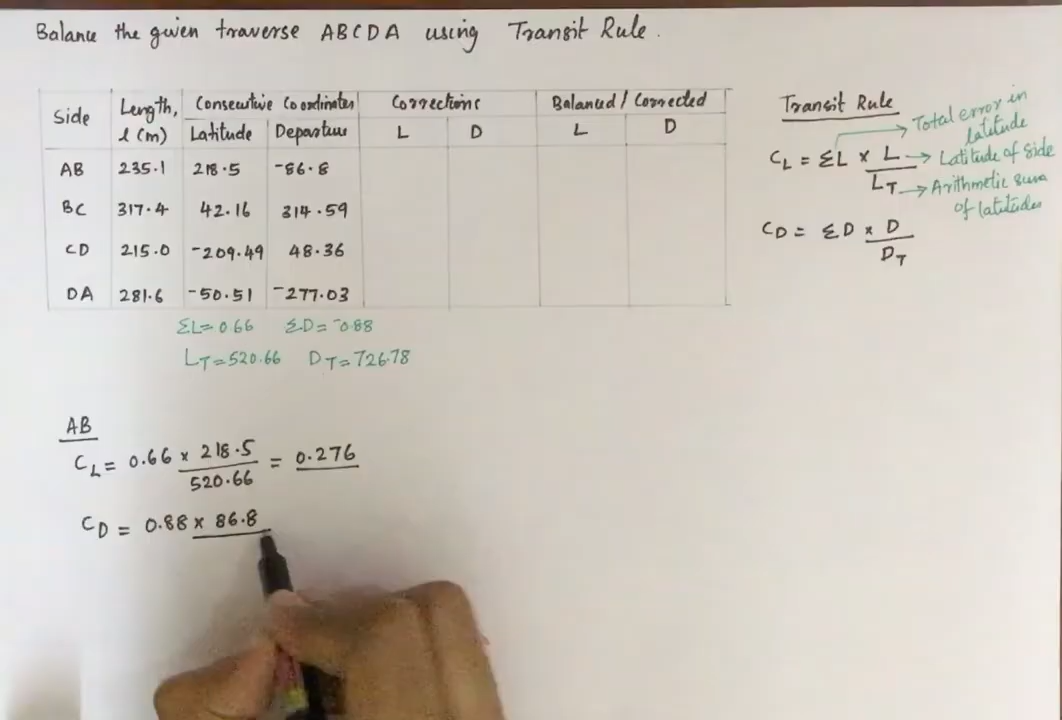 Balance the given traverse ABCDA using Transit Rule.
Side Length, l (m) Consecutive Coordinates Corrections Balanced / Corrected
Latitude Departure L D L D
AB 235.1 218.5 -86.8
BC 317.4 42.16 314.59
CD 215.0 -209.49 48.36
DA 281.6 -50.51 -277.03
ΣL = 0.66 ΣD = -0.88
LT = 520.66 DT = 726.78
Transit Rule
→ Total error in latitude
CL = ΣL × L → Latitude of side
LT → Arithmetic sum of latitudes
CD = ΣD × D
DT
AB
CL = 0.66 × 218.5 = 0.276
520.66
CD = 0.88 × 86.8